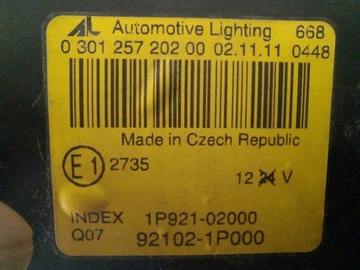 AL Automotive Lighting 668
0 301 257 202 00 02.11.11 0448
Made in Czech Republic
E1 2735
12 24 V
INDEX 1P921-02000
Q07 92102-1P000